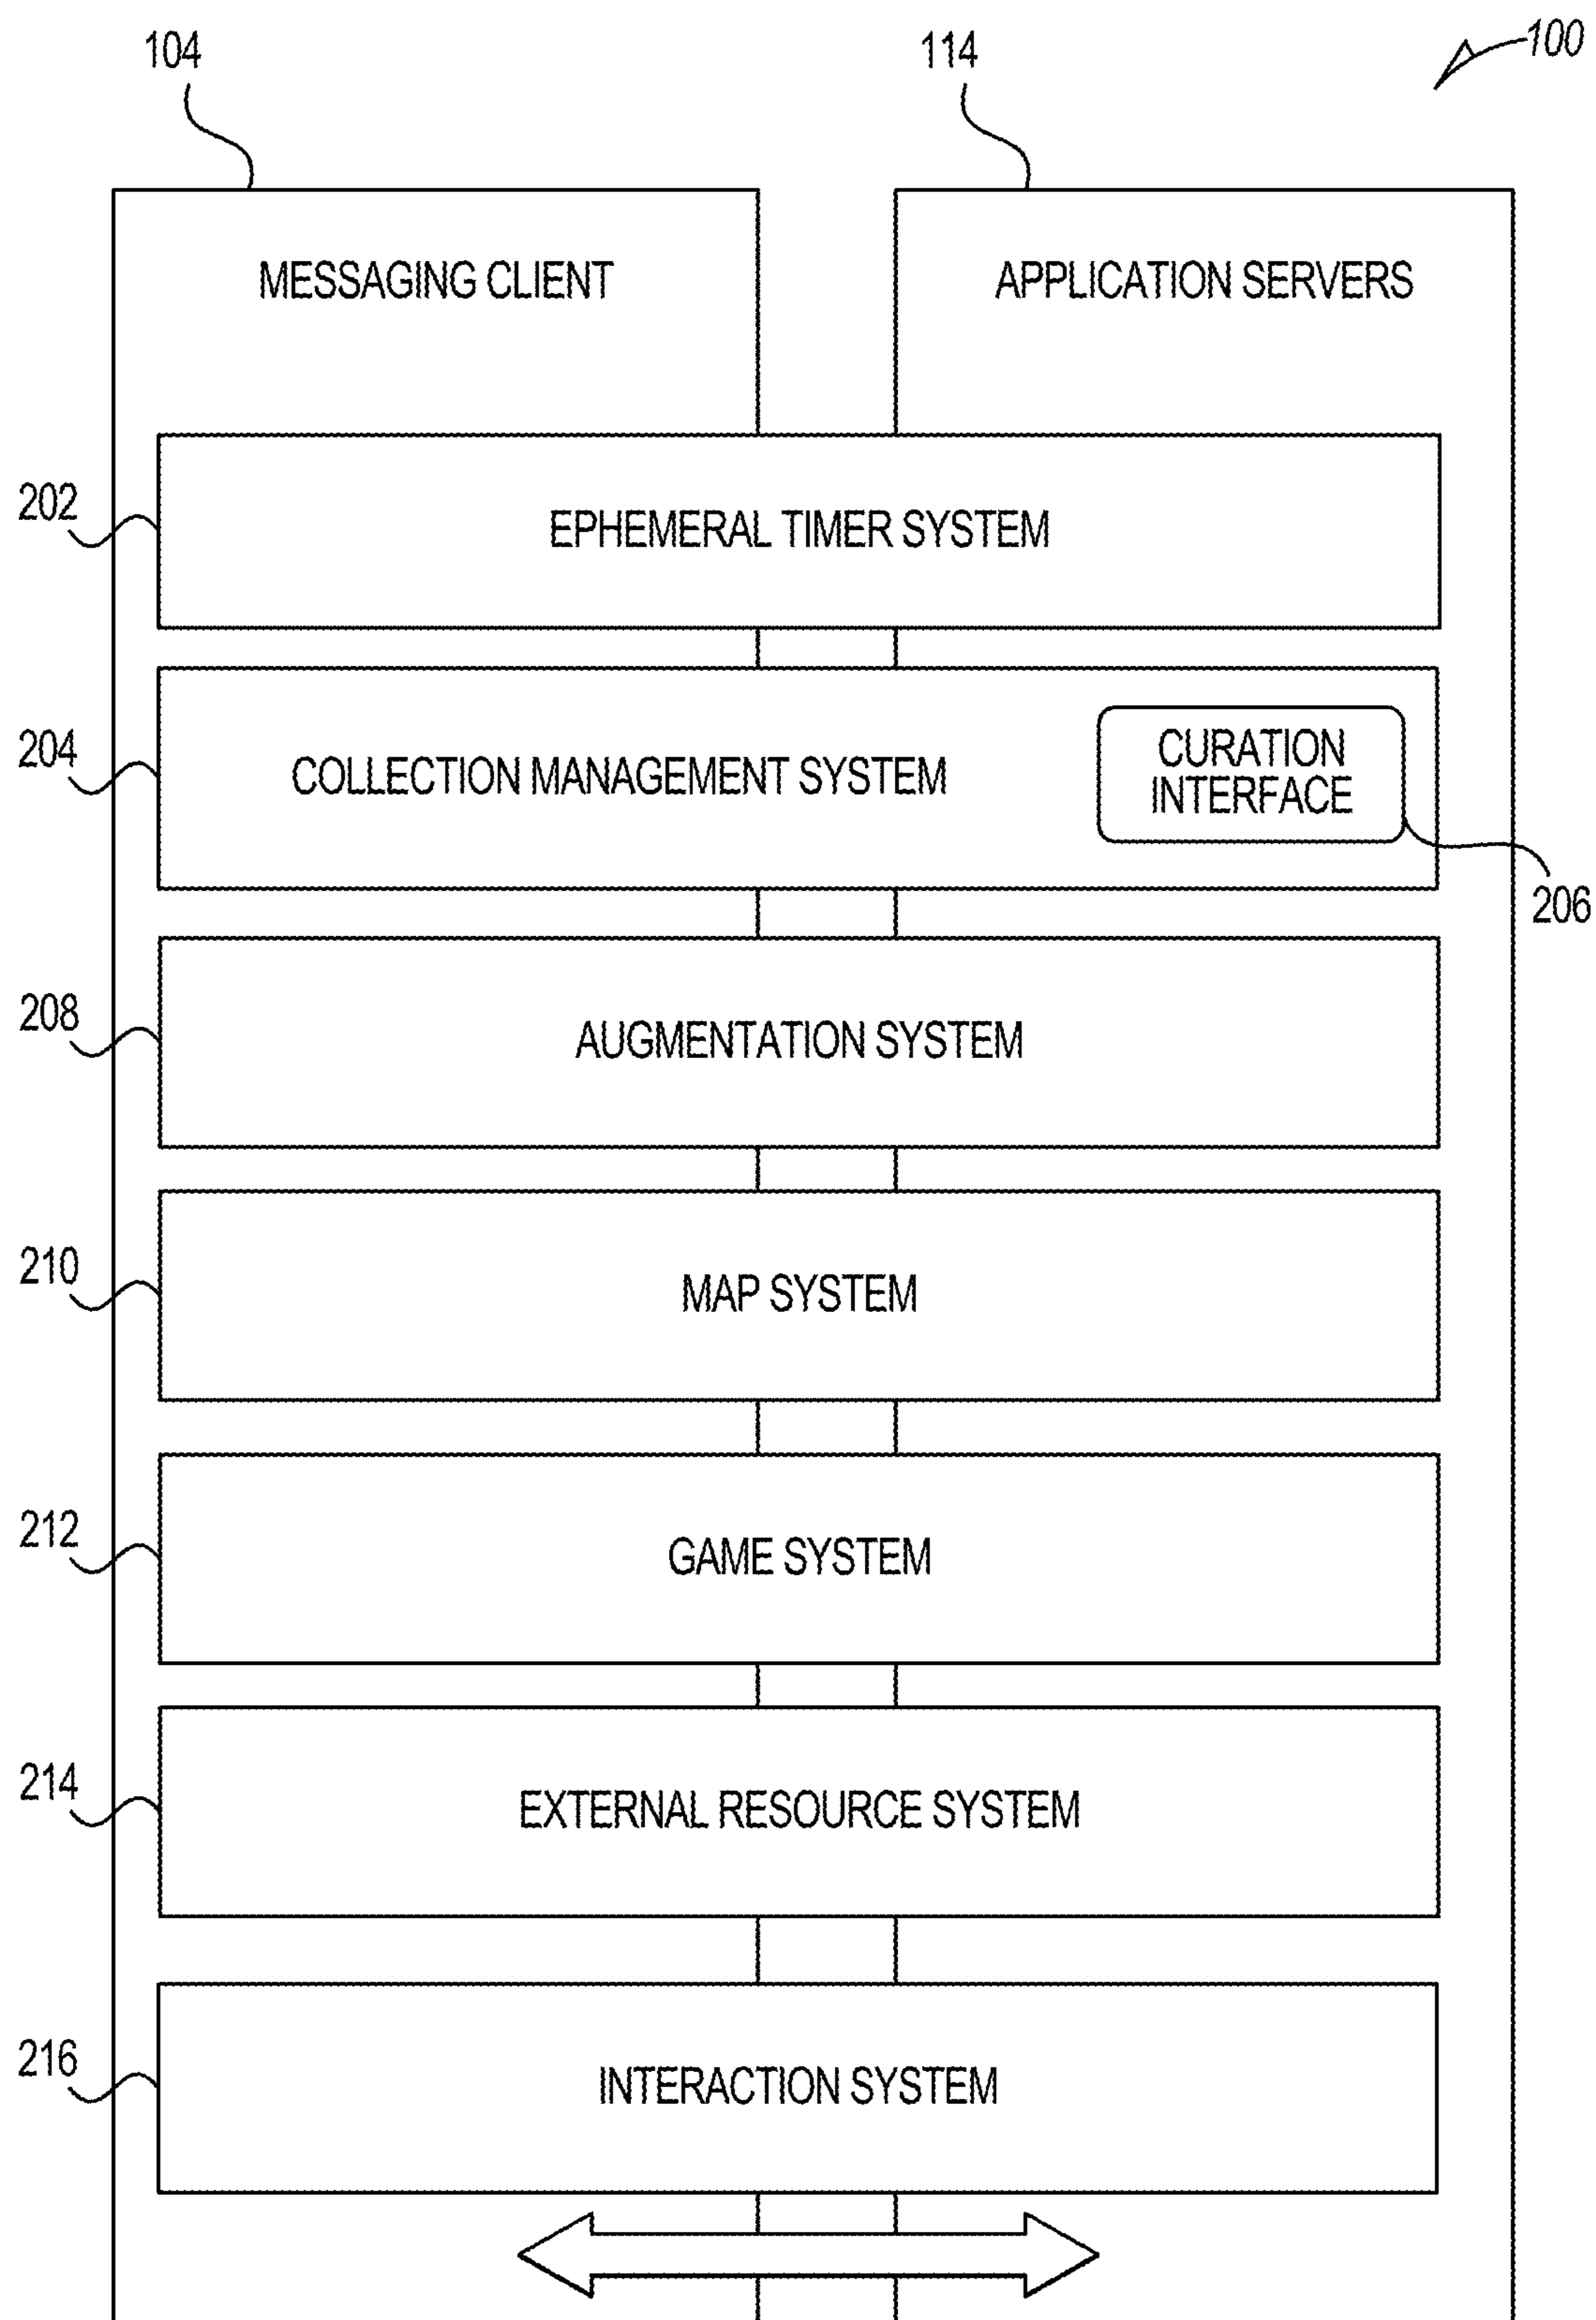 104
114
100
MESSAGING CLIENT
APPLICATION SERVERS
202
EPHEMERAL TIMER SYSTEM
204
COLLECTION MANAGEMENT SYSTEM
CURATION
INTERFACE
206
208
AUGMENTATION SYSTEM
210
MAP SYSTEM
212
GAME SYSTEM
214
EXTERNAL RESOURCE SYSTEM
216
INTERACTION SYSTEM